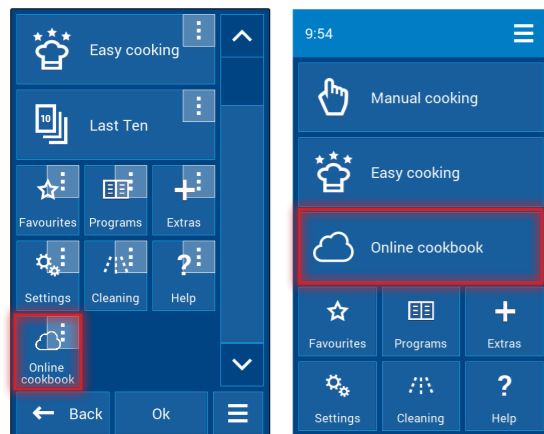 Easy cooking
10
Last Ten
Favourites
Programs
Extras
Settings
?
Cleaning
Help
Online
cookbook
Back
Ok
9:54
Manual cooking
Easy cooking
Online cookbook
Favourites
Programs
Extras
Settings
?
Cleaning
Help